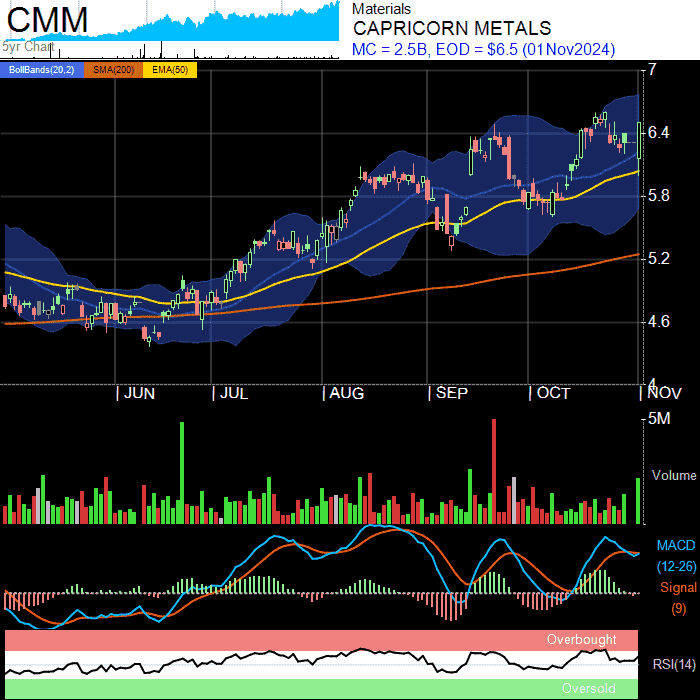 CMM
5yr Chart
Materials
CAPRICORN METALS
MC = 2.5B, EOD = $6.5 (01Nov2024)
BollBands(20,2) SMA(200) EMA(50)
7
6.4
5.8
5.2
4.6
4
JUN JUL AUG SEP OCT NOV
5M
Volume
MACD
(12-26)
Signal
(9)
Overbought
RSI(14)
Oversold